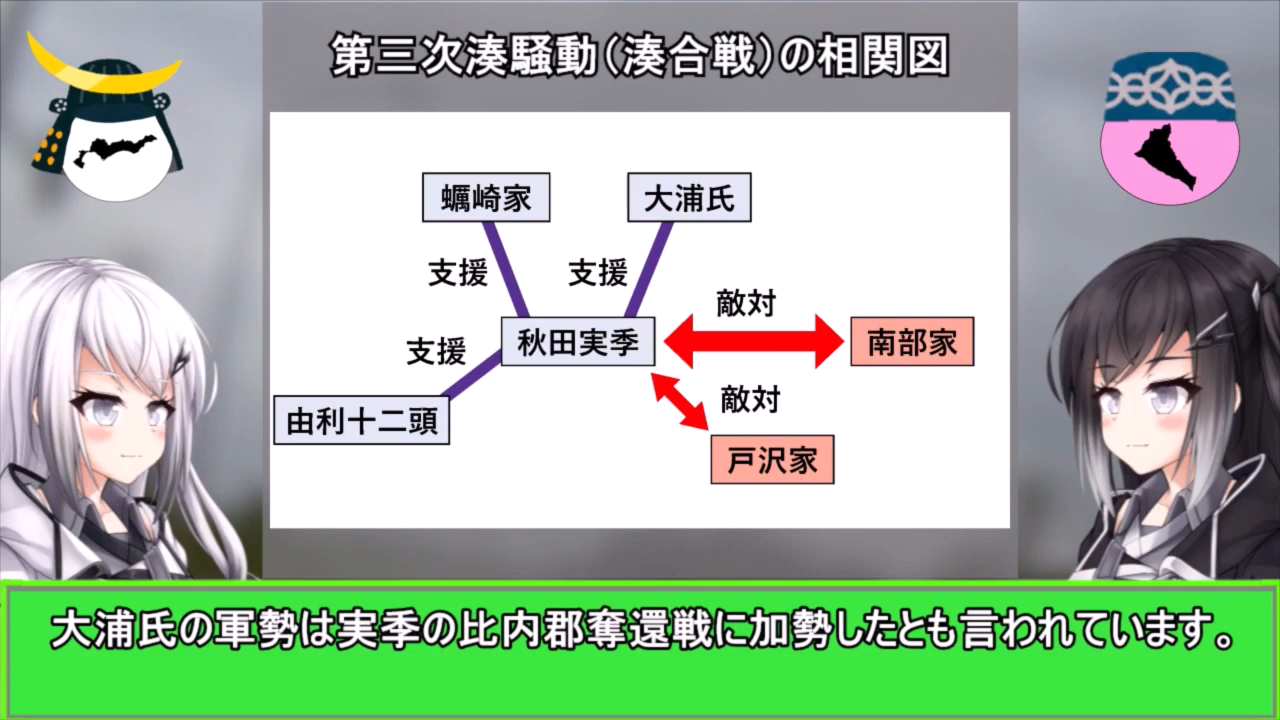 第三次湊騒動(湊合戦)の相関図
蠣崎家
大浦氏
支援
支援
敵対
秋田実季
南部家
支援
敵対
由利十二頭
戸沢家
大浦氏の軍勢は実季の比内郡奪還戦に加勢したとも言われています。